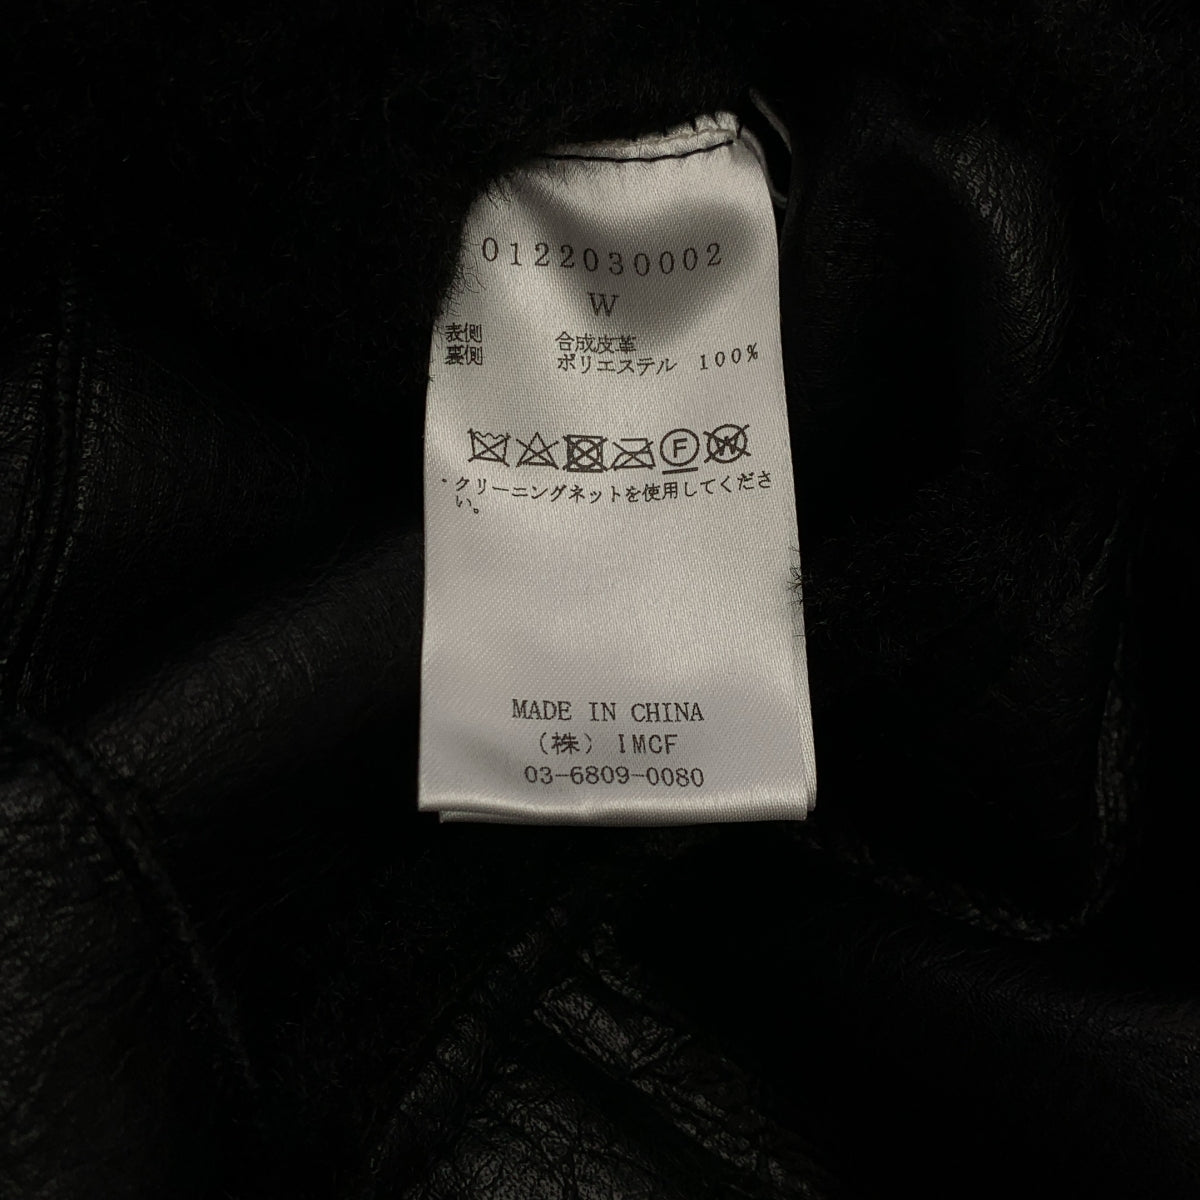 0122030002
W
表側 合成皮革
裏側 ポリエステル 100%
F W
・クリーニングネットを使用してくださ
い。
MADE IN CHINA
(株) IMCF
03-6809-0080